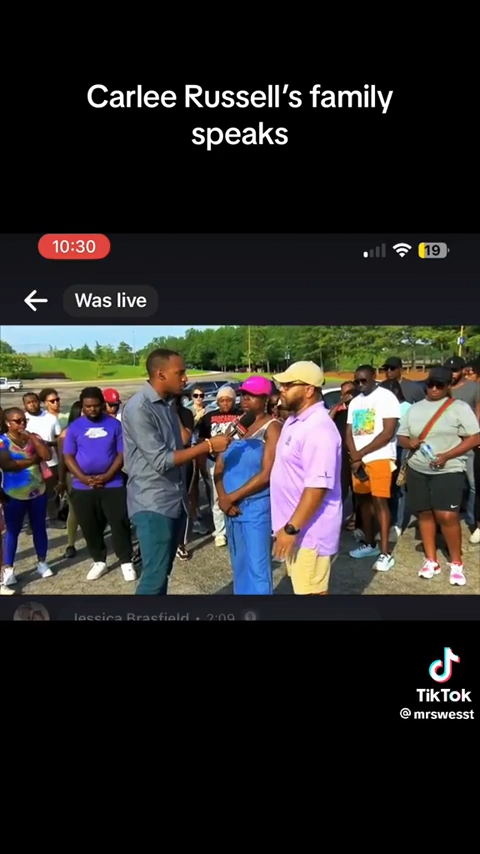 Carlee Russell’s family
speaks
10:30
19
Was live
Jessica Brasfield • 2:09
TikTok
@mrswesst